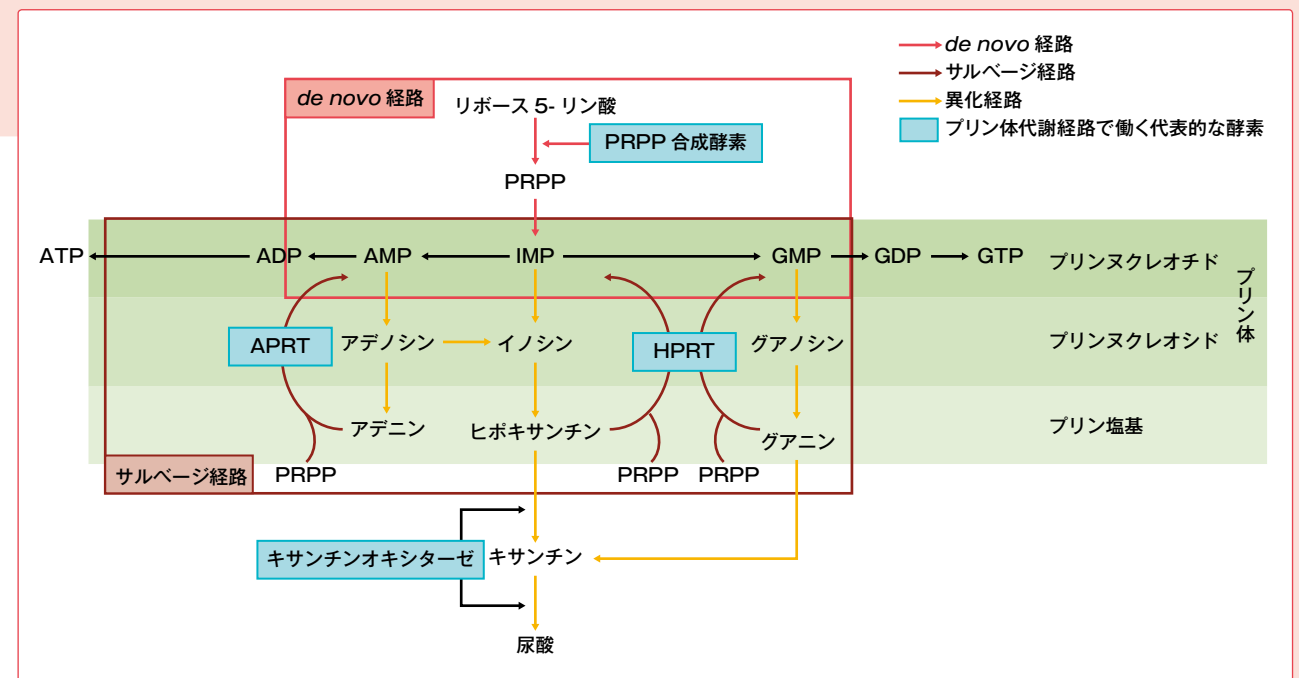 de novo 経路
サルベージ経路
異化経路
プリン体代謝経路で働く代表的な酵素
de novo 経路
リボース 5- リン酸
PRPP 合成酵素
PRPP
ATP
ADP
AMP
IMP
GMP
GDP
GTP
プリンヌクレオチド
プリン体
APRT
アデノシン
イノシン
HPRT
グアノシン
プリンヌクレオシド
アデニン
ヒポキサンチン
グアニン
プリン塩基
サルベージ経路
PRPP
PRPP
PRPP
キサンチンオキシターゼ
キサンチン
尿酸